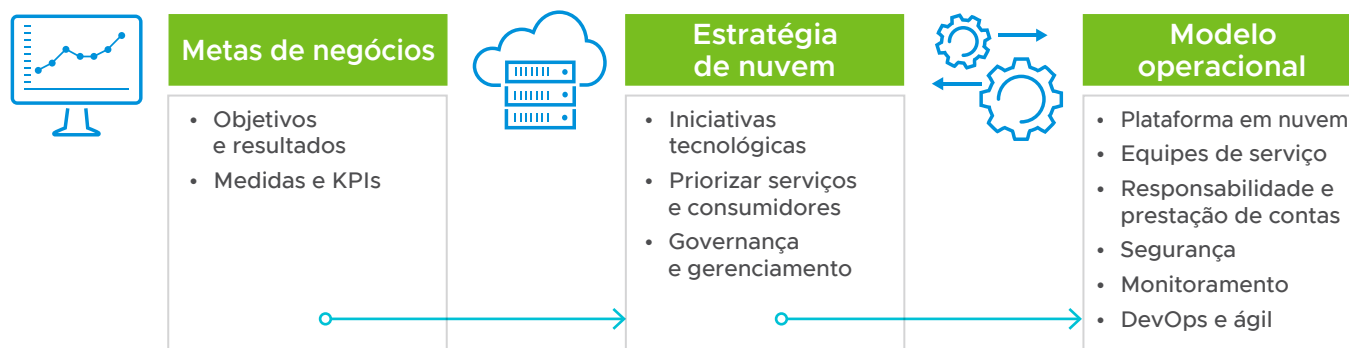 Metas de negócios
• Objetivos
e resultados
• Medidas e KPIs
Estratégia
de nuvem
• Iniciativas
tecnológicas
• Priorizar serviços
e consumidores
• Governança
e gerenciamento
Modelo
operacional
• Plataforma em nuvem
• Equipes de serviço
• Responsabilidade e
prestação de contas
• Segurança
• Monitoramento
• DevOps e ágil